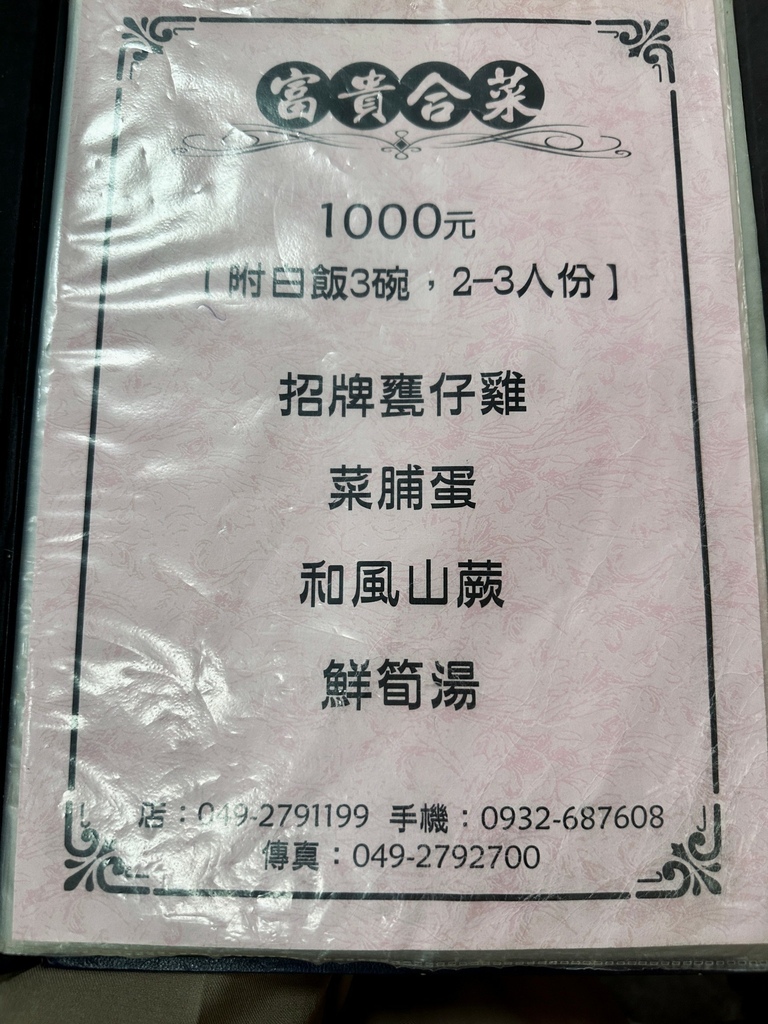 富貴合菜
1000元
【附白飯3碗，2-3人份】
招牌甕仔雞
菜脯蛋
和風山蕨
鮮筍湯
店：049-2791199 手機：0932-687608
傳真：049-2792700